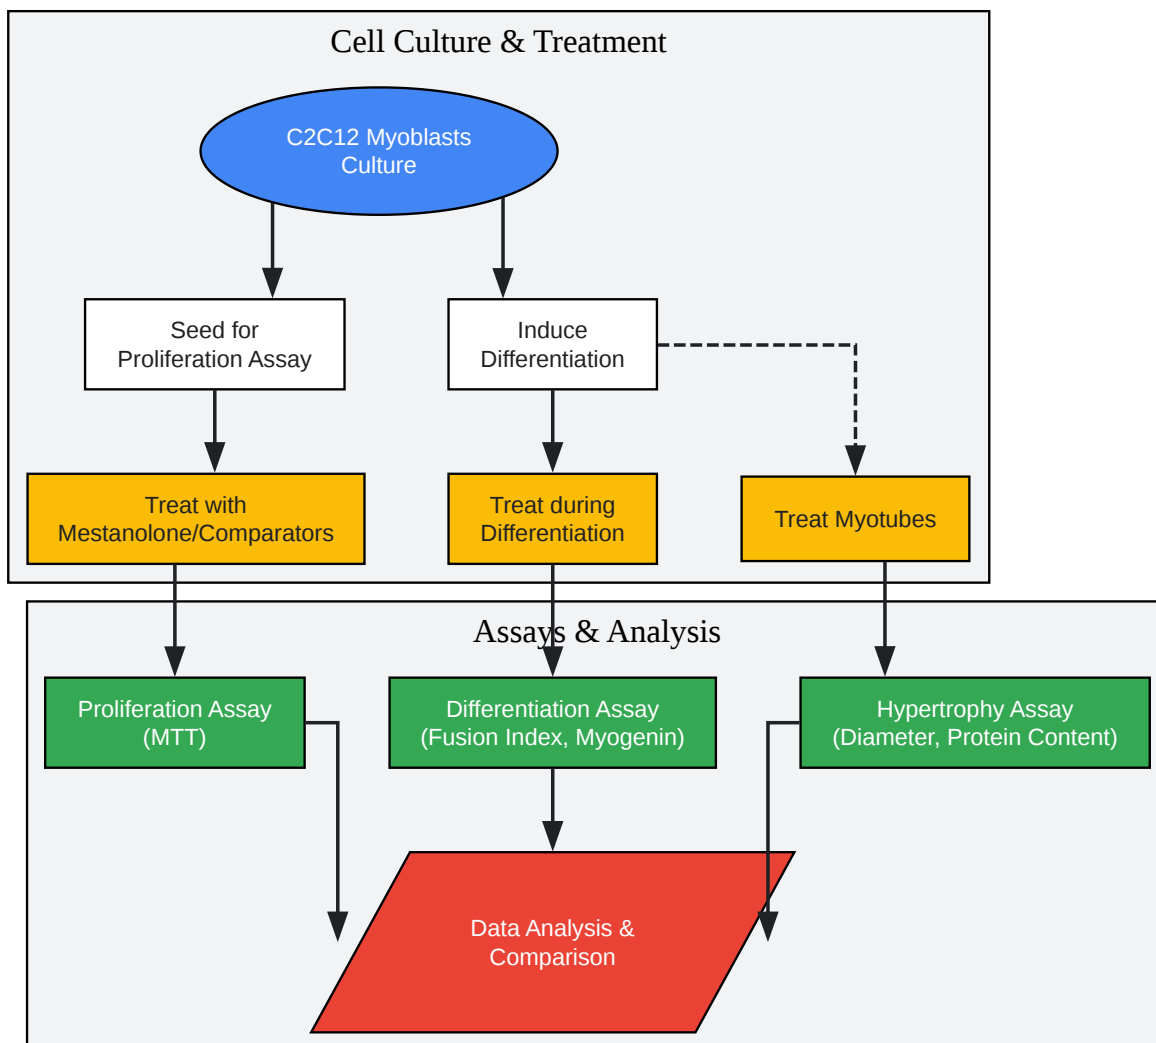 Cell Culture & Treatment
C2C12 Myoblasts
Culture
Seed for
Proliferation Assay
Induce
Differentiation
Treat with
Mestanolone/Comparators
Treat during
Differentiation
Treat Myotubes
Assays & Analysis
Proliferation Assay
(MTT)
Differentiation Assay
(Fusion Index, Myogenin)
Hypertrophy Assay
(Diameter, Protein Content)
Data Analysis &
Comparison